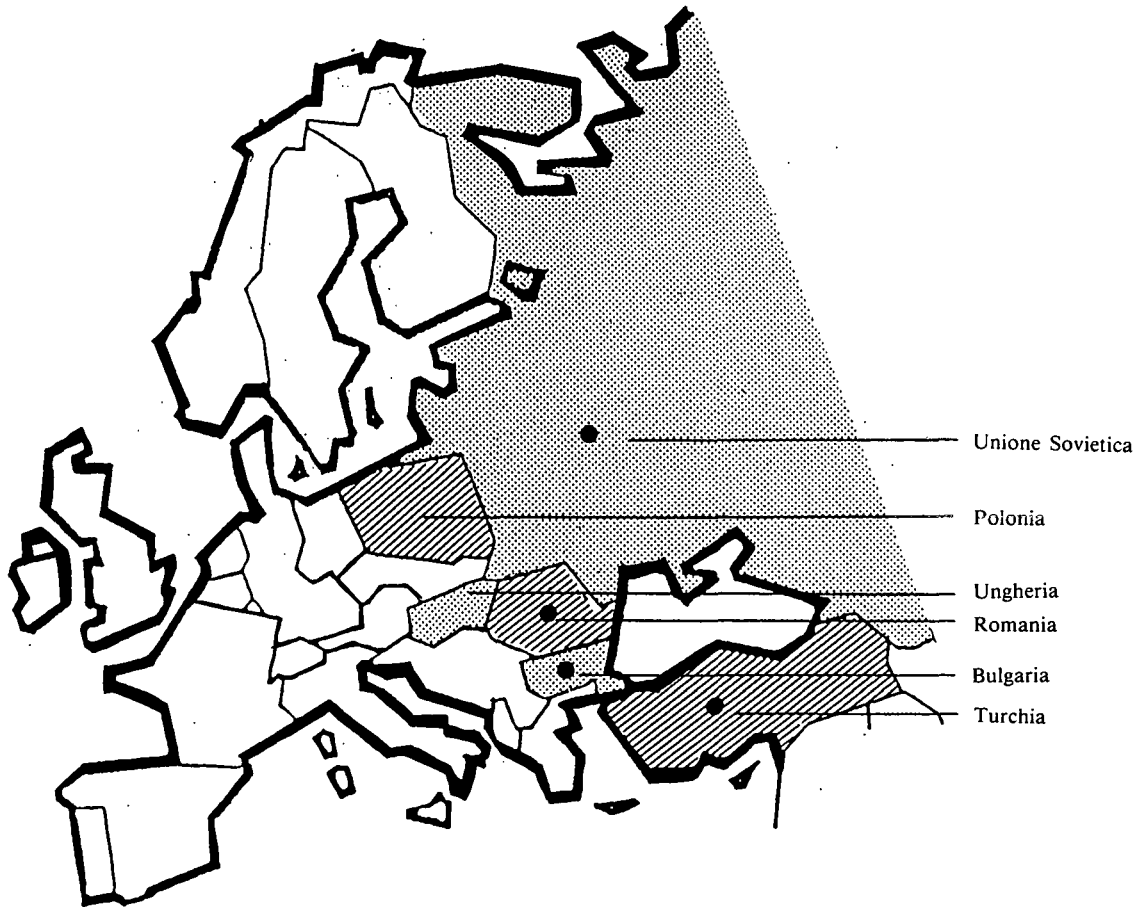 Unione Sovietica
Polonia
Ungheria
Romania
Bulgaria
Turchia